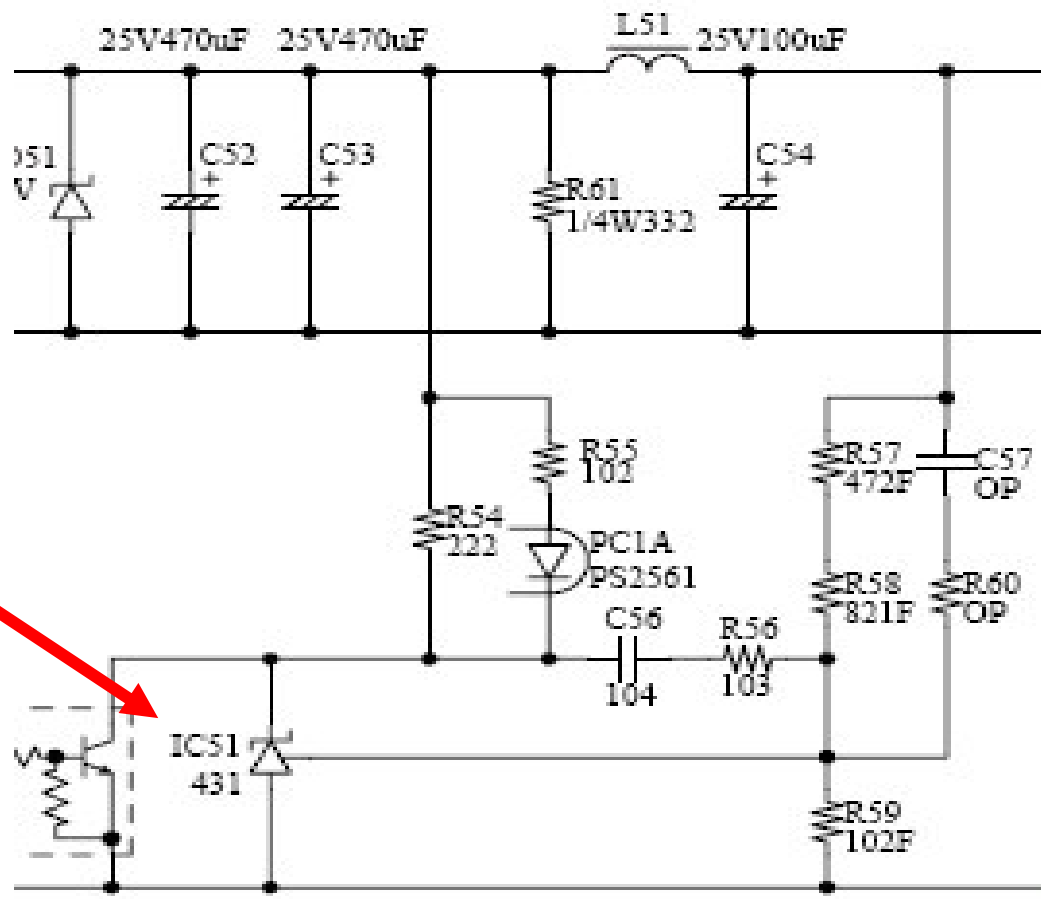 L51
25V470uF 25V470uF 25V100uF
C52 C53 C54
R61
1/4W332
R55
102
R57
472F
C57
OP
R54
222
PC1A
PS2561
R58
821F
R60
OP
C56
104
R56
103
IC51
431
R59
102F